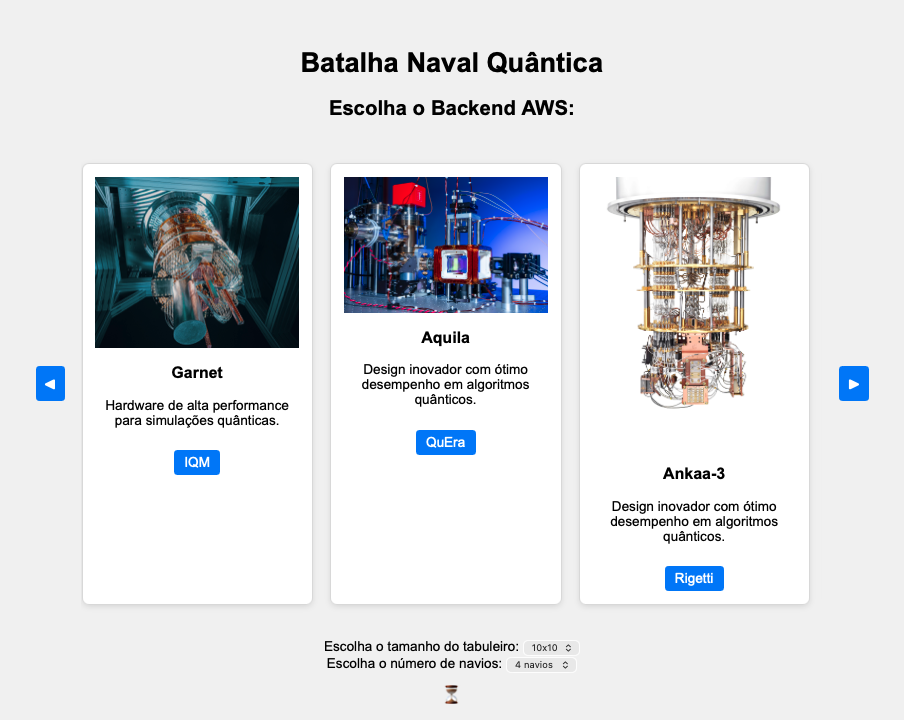 Batalha Naval Quântica
Escolha o Backend AWS:
Garnet
Hardware de alta performance
para simulações quânticas.
IQM
Aquila
Design inovador com ótimo
desempenho em algoritmos
quânticos.
QuEra
Ankaa-3
Design inovador com ótimo
desempenho em algoritmos
quânticos.
Rigetti
Escolha o tamanho do tabuleiro: 10x10
Escolha o número de navios: 4 navios